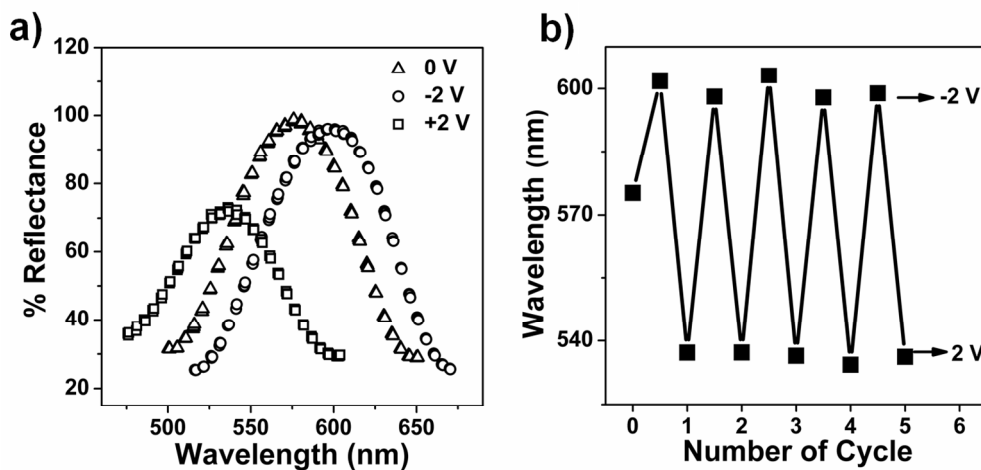 a)
120
100
80
60
40
20
% Reflectance
0 V
-2 V
+2 V
500 550 600 650
Wavelength (nm)
b)
600
570
540
Wavelength (nm)
-2 V
2 V
0 1 2 3 4 5 6
Number of Cycle